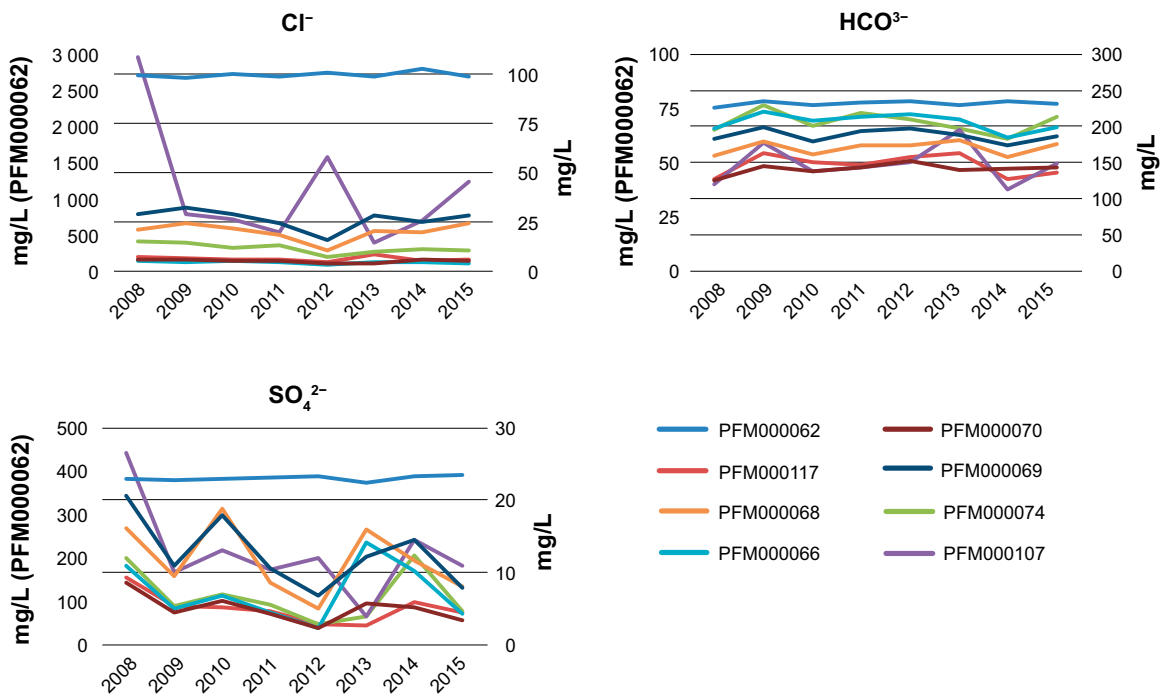 Cl⁻
mg/L (PFM0000062)
3 000
2 500
2 000
1 500
1 000
500
0
100
75
50
25
0
mg/L
2008 2009 2010 2011 2012 2013 2014 2015
HCO³⁻
mg/L (PFM000062)
100
75
50
25
0
300
250
200
150
100
50
0
mg/L
2008 2009 2010 2011 2012 2013 2014 2015
SO₄²⁻
mg/L (PFM0000062)
500
400
300
200
100
0
30
20
10
0
mg/L
2008 2009 2010 2011 2012 2013 2014 2015
PFM000062 PFM000070
PFM000117 PFM000069
PFM000068 PFM000074
PFM000066 PFM000107